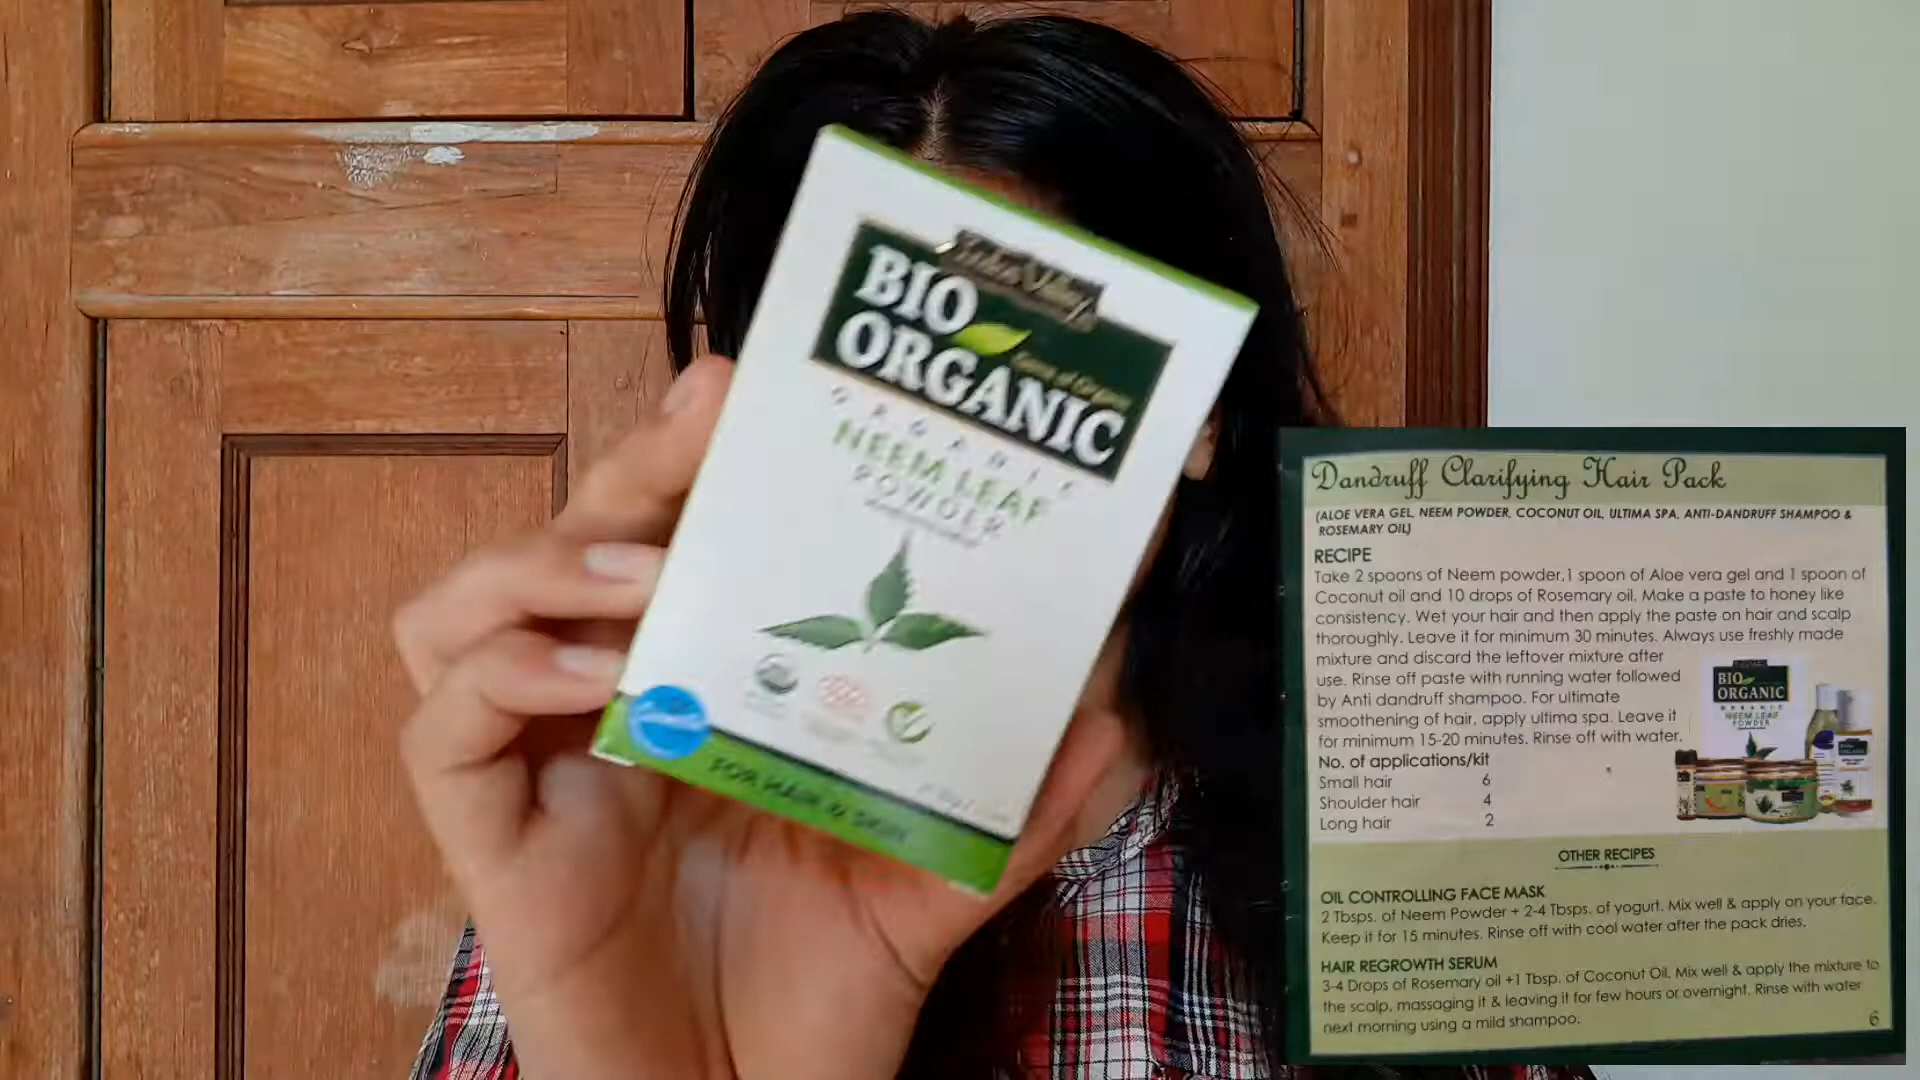 BIO
ORGANIC
ORGANIC
NEEM LEAF
POWDER
FOR HAIR & SKIN
Dandruff Clarifying Hair Pack
(ALOE VERA GEL, NEEM POWDER, COCONUT OIL, ULTIMA SPA, ANTI-DANDRUFF SHAMPOO &
ROSEMARY OIL)
RECIPE
Take 2 spoons of Neem powder,1 spoon of Aloe vera gel and 1 spoon of
Coconut oil and 10 drops of Rosemary oil. Make a paste to honey like
consistency. Wet your hair and then apply the paste on hair and scalp
thoroughly. Leave it for minimum 30 minutes. Always use freshly made
mixture and discard the leftover mixture after
use. Rinse off paste with running water followed
by Anti dandruff shampoo. For ultimate
smoothening of hair, apply ultima spa. Leave it
for minimum 15-20 minutes. Rinse off with water.
BIO
ORGANIC
ORGANIC
NEEM LEAF
POWDER
No. of applications/kit
Small hair 6
Shoulder hair 4
Long hair 2
OTHER RECIPES
OIL CONTROLLING FACE MASK
2 Tbsps. of Neem Powder + 2-4 Tbsps. of yogurt. Mix well & apply on your face.
Keep it for 15 minutes. Rinse off with cool water after the pack dries.
HAIR REGROWTH SERUM
3-4 Drops of Rosemary oil +1 Tbsp. of Coconut Oil. Mix well & apply the mixture to
the scalp, massaging it & leaving it for few hours or overnight. Rinse with water
next morning using a mild shampoo.
6